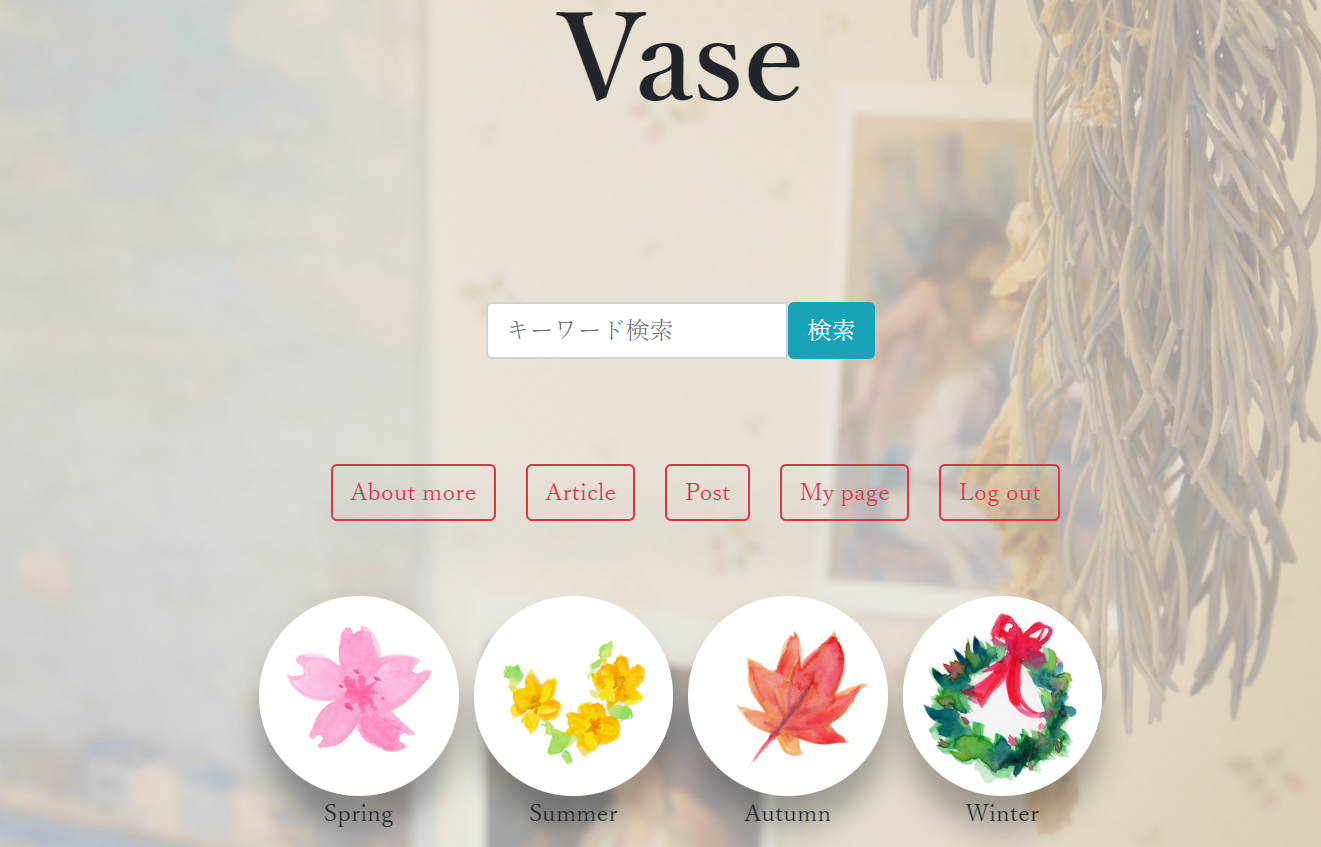 Vase
キーワード検索 検索
About more Article Post My page Log out
Spring Summer Autumn Winter